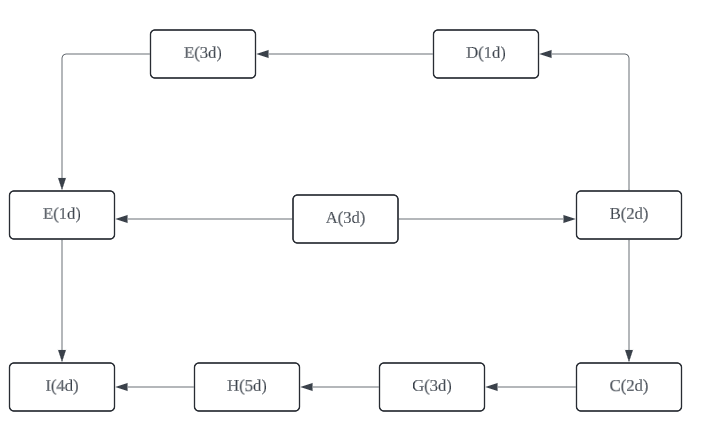 E(3d)
D(1d)
E(1d)
A(3d)
B(2d)
I(4d)
H(5d)
G(3d)
C(2d)